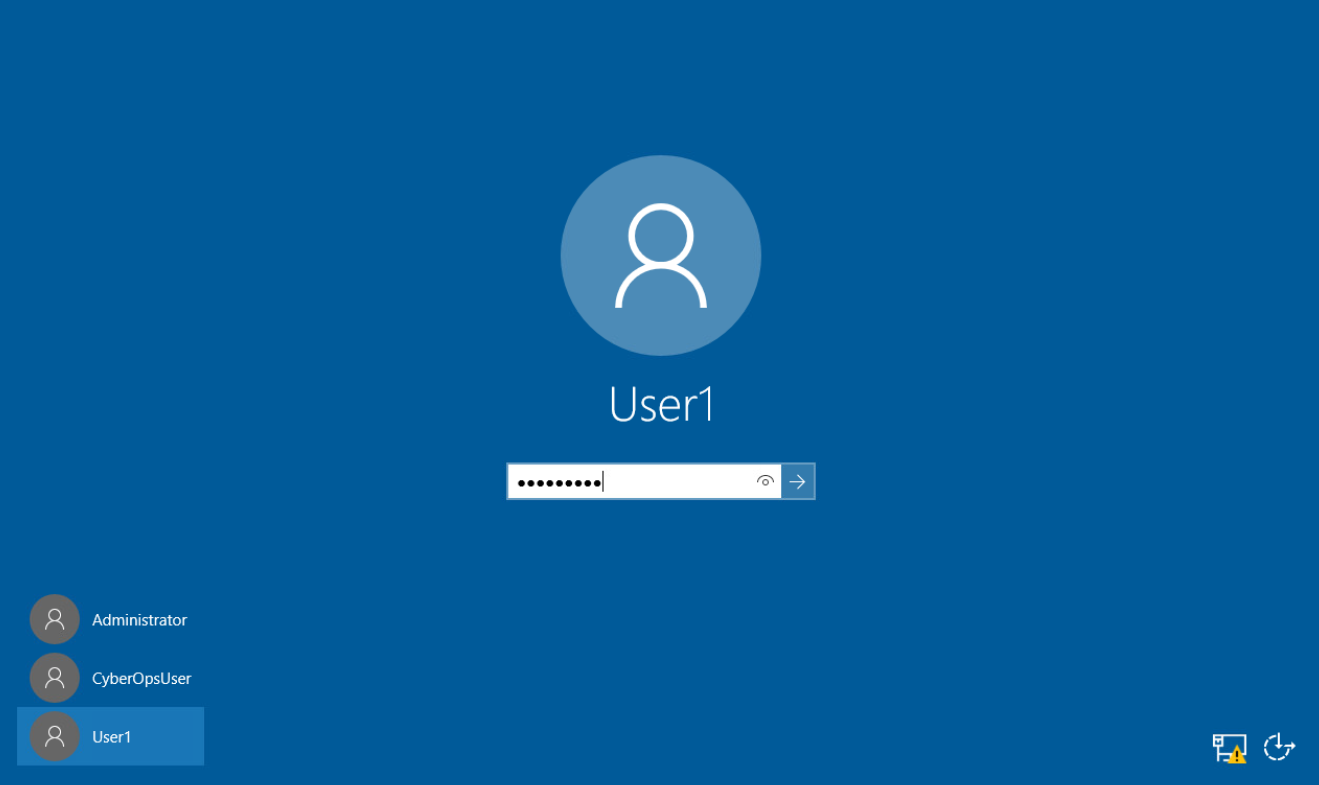 User1
●●●●●●●●●
Administrator
CyberOpsUser
User1